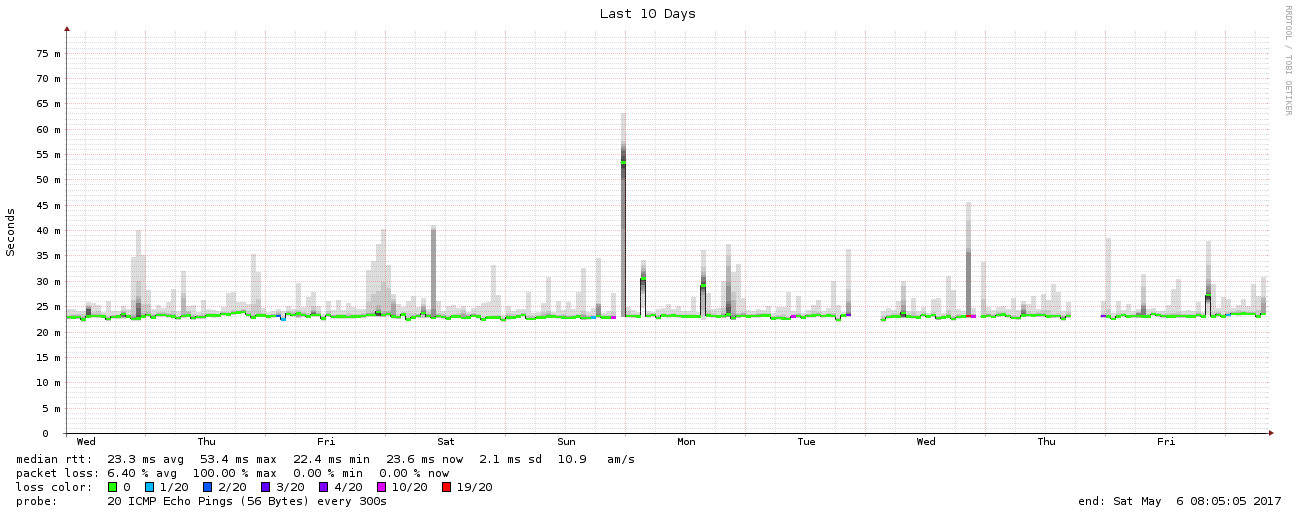 Last 10 Days
RRDTOOL / TOBI OETIKER
Seconds
75 m
70 m
65 m
60 m
55 m
50 m
45 m
40 m
35 m
30 m
25 m
20 m
15 m
10 m
5 m
0
Wed Thu Fri Sat Sun Mon Tue Wed Thu Fri
median rtt: 23.3 ms avg 53.4 ms max 22.4 ms min 23.6 ms now 2.1 ms sd 10.9 am/s
packet loss: 6.40 % avg 100.00 % max 0.00 % min 0.00 % now
loss color: 0 1/20 2/20 3/20 4/20 10/20 19/20
probe: 20 ICMP Echo Pings (56 Bytes) every 300s end: Sat May 6 08:05:05 2017